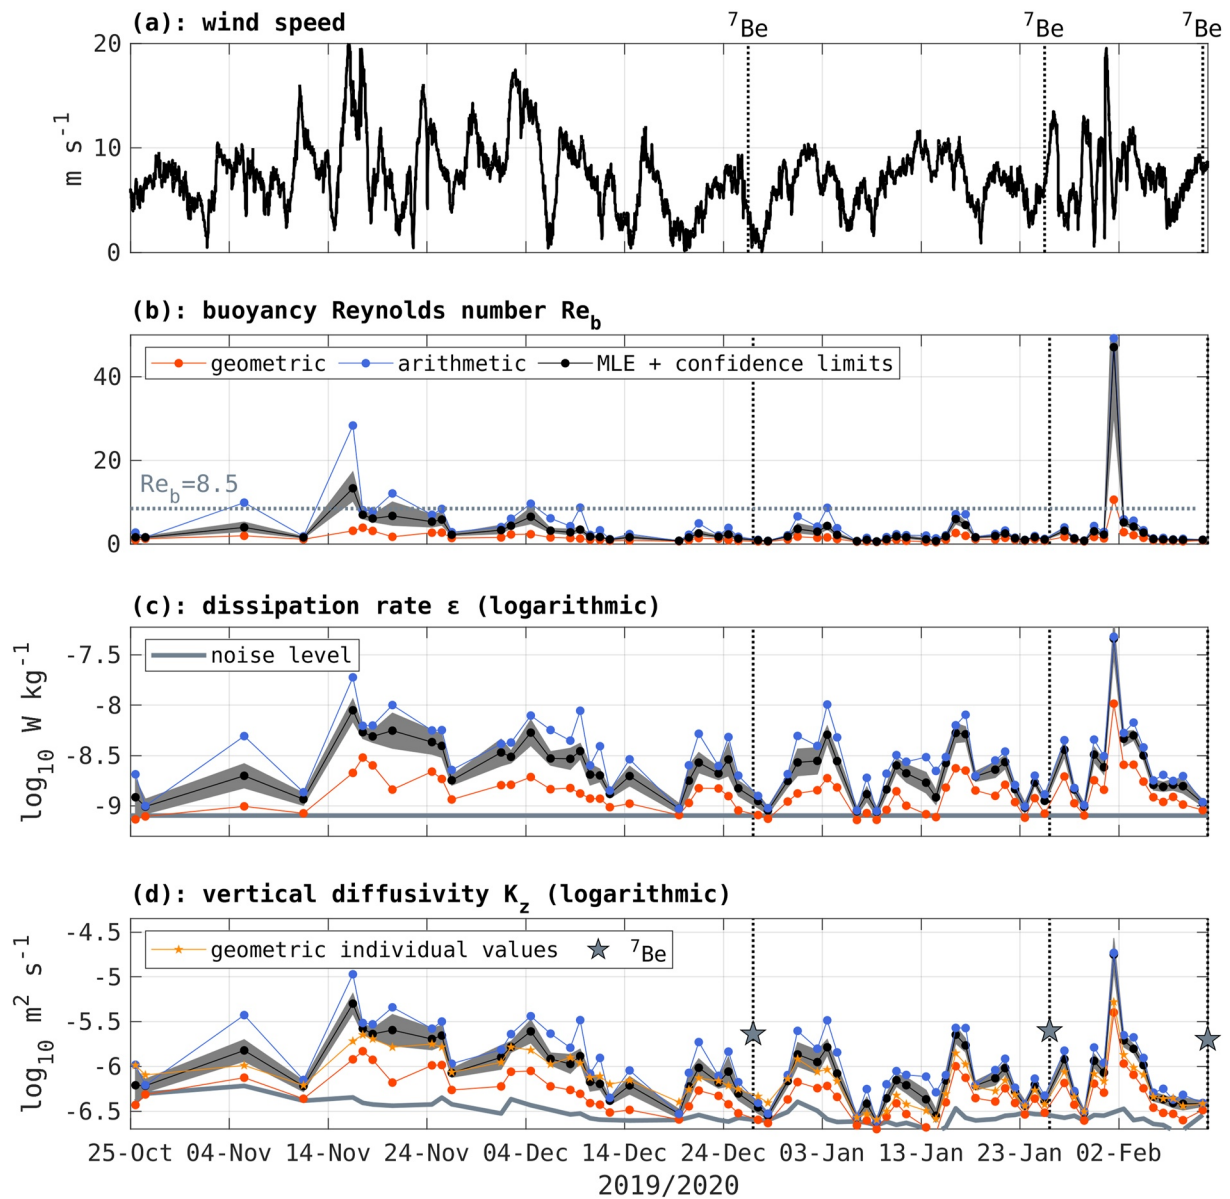 (a): wind speed
⁷Be ⁷Be ⁷Be
20
10
0
m s⁻¹
(b): buoyancy Reynolds number Re_b
geometric arithmetic MLE + confidence limits
40
20
0
Re_b=8.5
(c): dissipation rate ε (logarithmic)
noise level
-7.5
-8
-8.5
-9
log₁₀ W kg⁻¹
(d): vertical diffusivity K_z (logarithmic)
geometric individual values ⁷Be
-4.5
-5
-5.5
-6
-6.5
log₁₀ m² s⁻¹
25-Oct 04-Nov 14-Nov 24-Nov 04-Dec 14-Dec 24-Dec 03-Jan 13-Jan 23-Jan 02-Feb
2019/2020